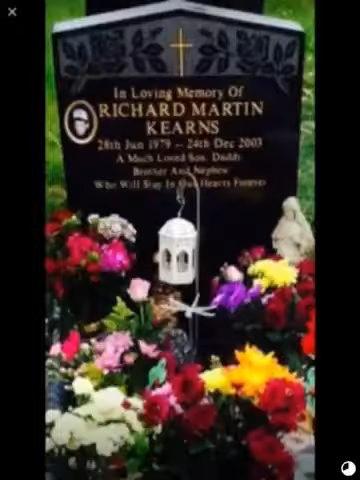 In Loving Memory Of
RICHARD MARTIN
KEARNS
28th Jun 1979 – 24th Dec 2003
A Much Loved Son, Daddy
Brother And Nephew
Who Will Stay In Our Hearts Forever